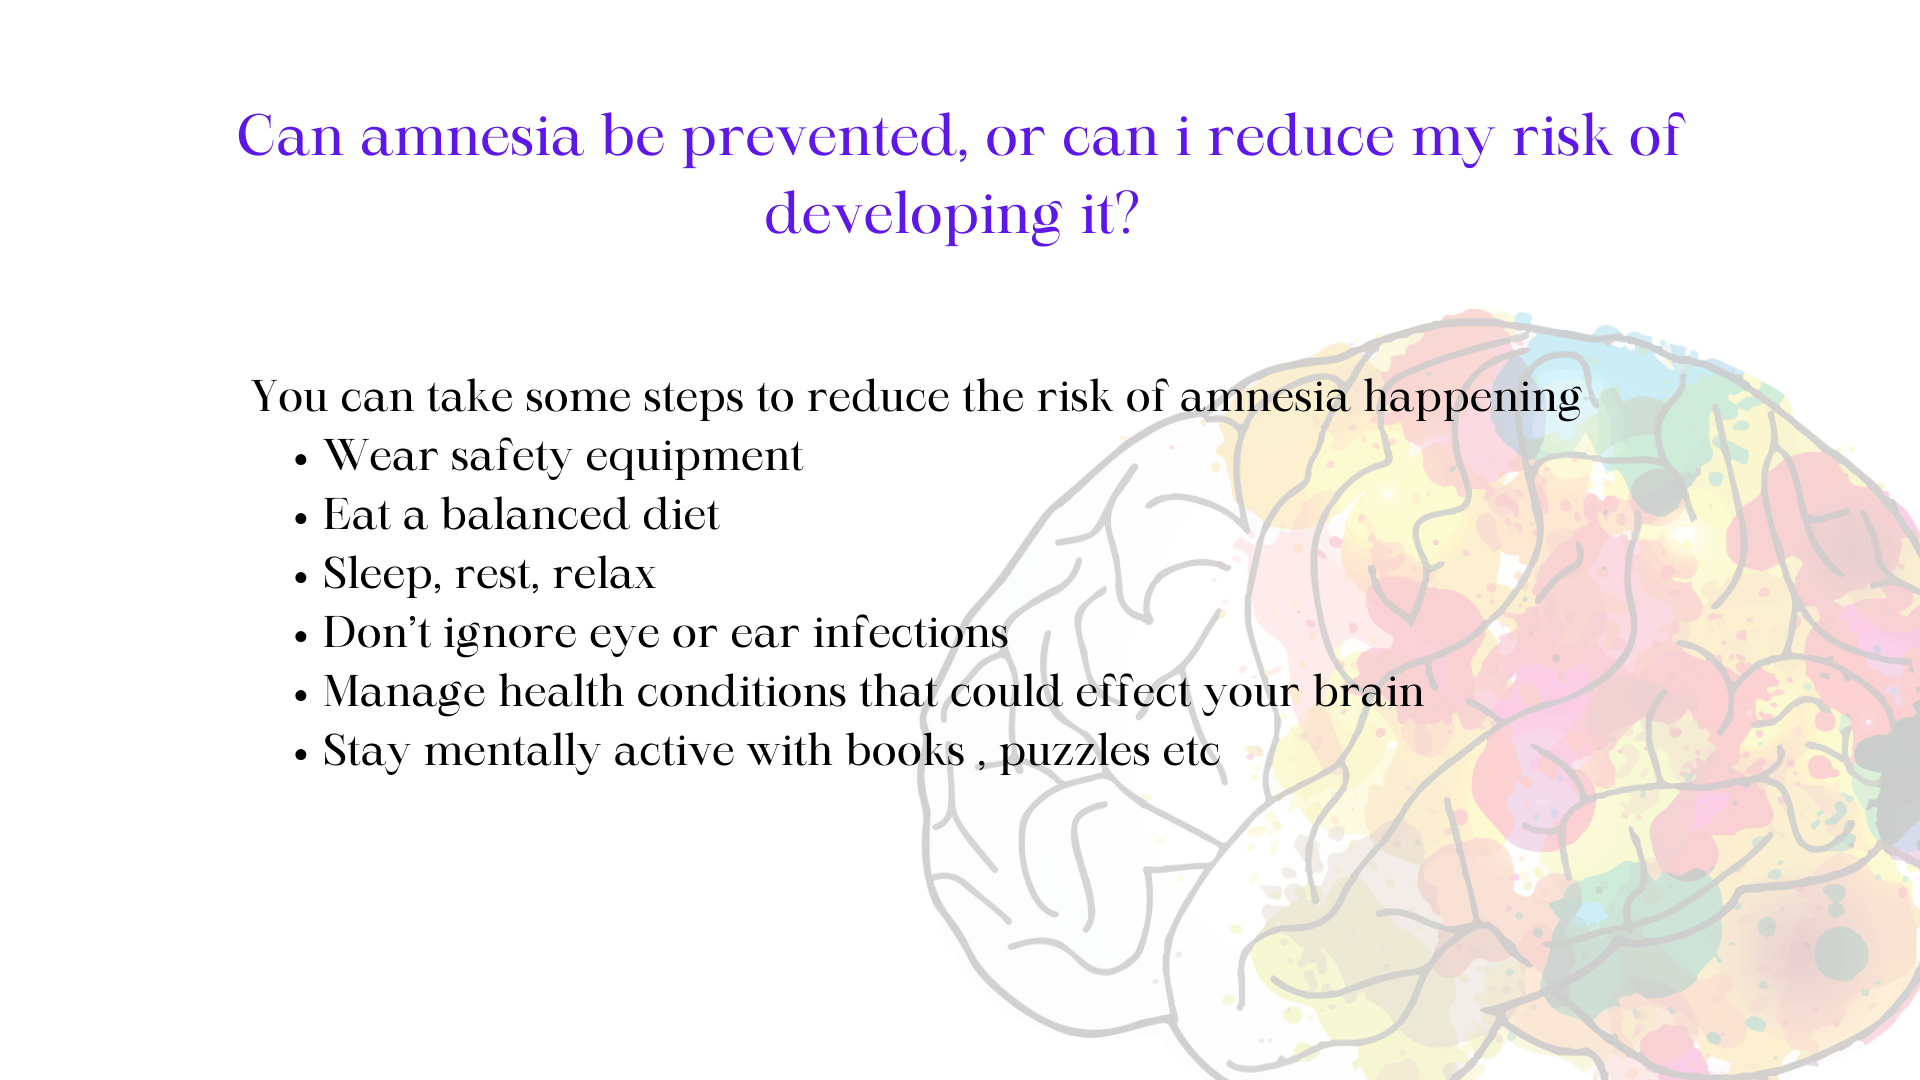 Can amnesia be prevented, or can i reduce my risk of
developing it?
You can take some steps to reduce the risk of amnesia happening
• Wear safety equipment
• Eat a balanced diet
• Sleep, rest, relax
• Don't ignore eye or ear infections
• Manage health conditions that could effect your brain
• Stay mentally active with books , puzzles etc